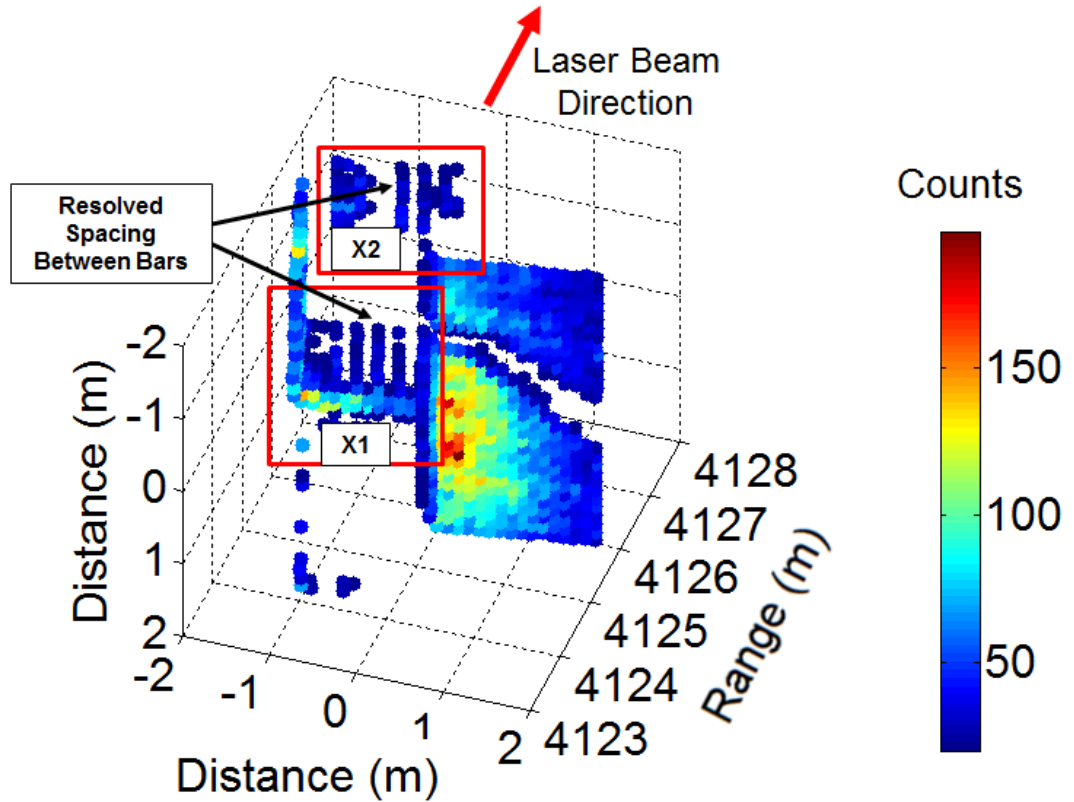 Laser Beam
Direction
Counts
Resolved
Spacing
Between Bars
X2
X1
150
100
50
-2
-1
0
1
2
Distance (m)
-2
-1
0
1
2
Distance (m)
4128
4127
4126
4125
4124
4123
Range (m)